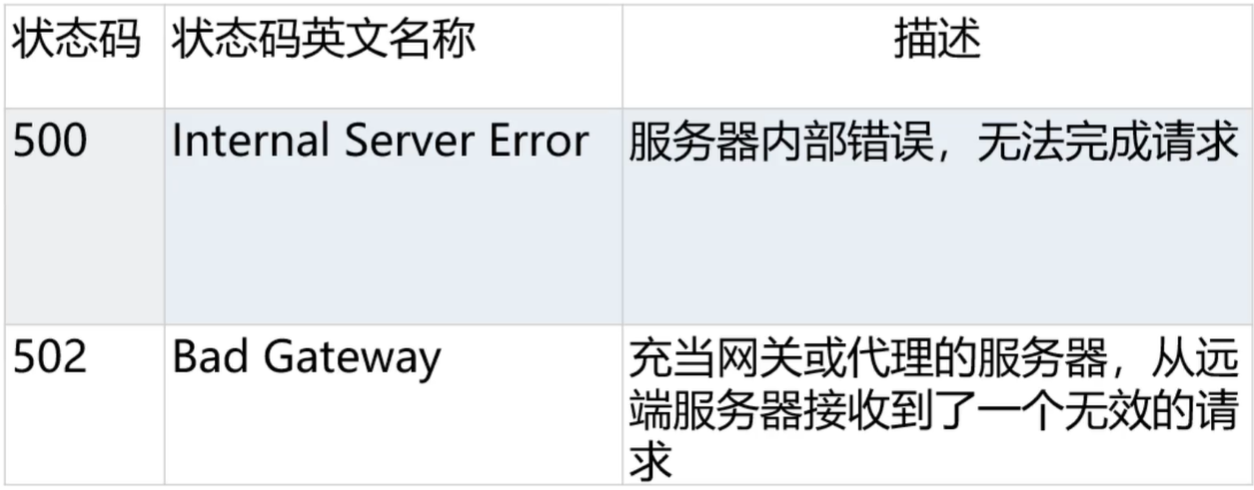 状态码 状态码英文名称 描述
500 Internal Server Error 服务器内部错误，无法完成请求
502 Bad Gateway 充当网关或代理的服务器，从远
端服务器接收到了一个无效的请
求